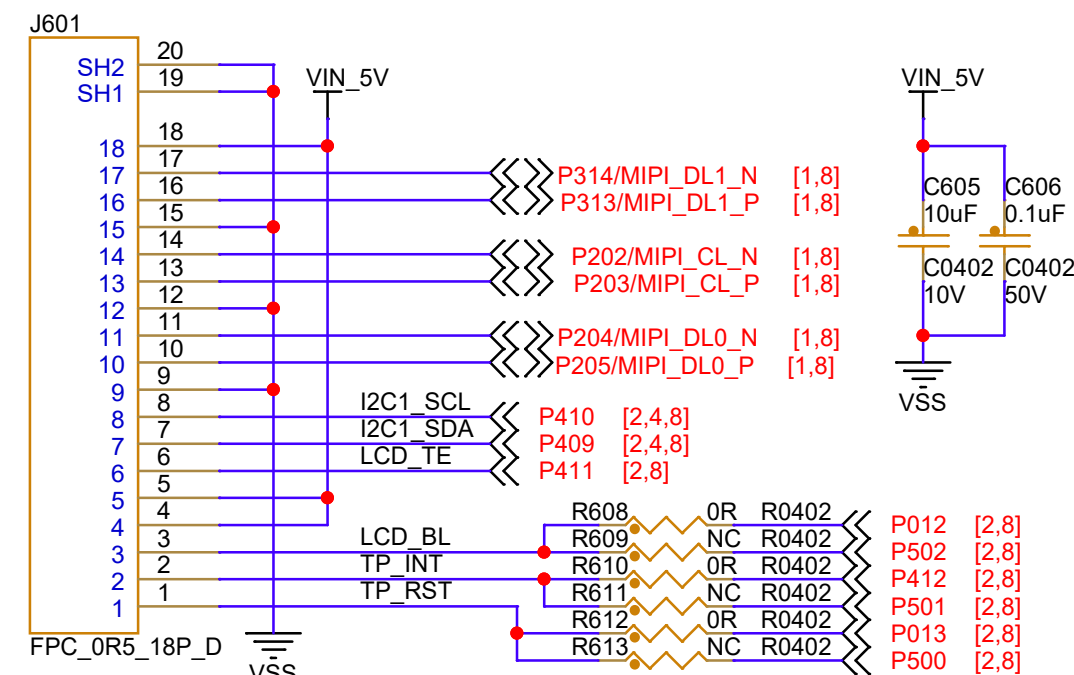 J601
SH2 20
SH1 19
VIN_5V
VIN_5V
18 18
17 17 P314/MIPI_DL1_N [1,8]
16 16 P313/MIPI_DL1_P [1,8]
15 15
14 14 P202/MIPI_CL_N [1,8]
13 13 P203/MIPI_CL_P [1,8]
12 12
11 11 P204/MIPI_DL0_N [1,8]
10 10 P205/MIPI_DL0_P [1,8]
9 9
8 8 I2C1_SCL P410 [2,4,8]
7 7 I2C1_SDA P409 [2,4,8]
6 6 LCD_TE P411 [2,8]
5 5
4 4
3 3 LCD_BL
2 2 TP_INT
1 1 TP_RST
FPC_0R5_18P_D
VSS
R608 0R R0402 P012 [2,8]
R609 NC R0402 P502 [2,8]
R610 0R R0402 P412 [2,8]
R611 NC R0402 P501 [2,8]
R612 0R R0402 P013 [2,8]
R613 NC R0402 P500 [2,8]
C605 C606
10uF 0.1uF
C0402 C0402
10V 50V
VSS